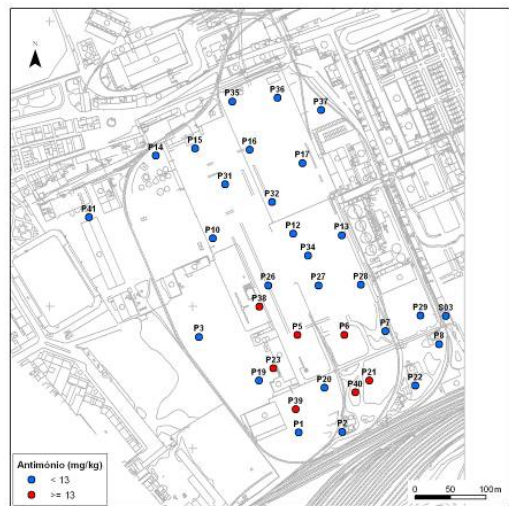 N
P35
P36
P37
P14
P15
P16
P17
P31
P32
P41
P10
P12
P13
P34
P26
P27
P28
P38
P29
S03
P3
P5
P6
P7
P8
P23
P19
P20
P21
P40
P22
P39
P1
P2
Antimónio (mg/kg)
< 13
>= 13
0 50 100m